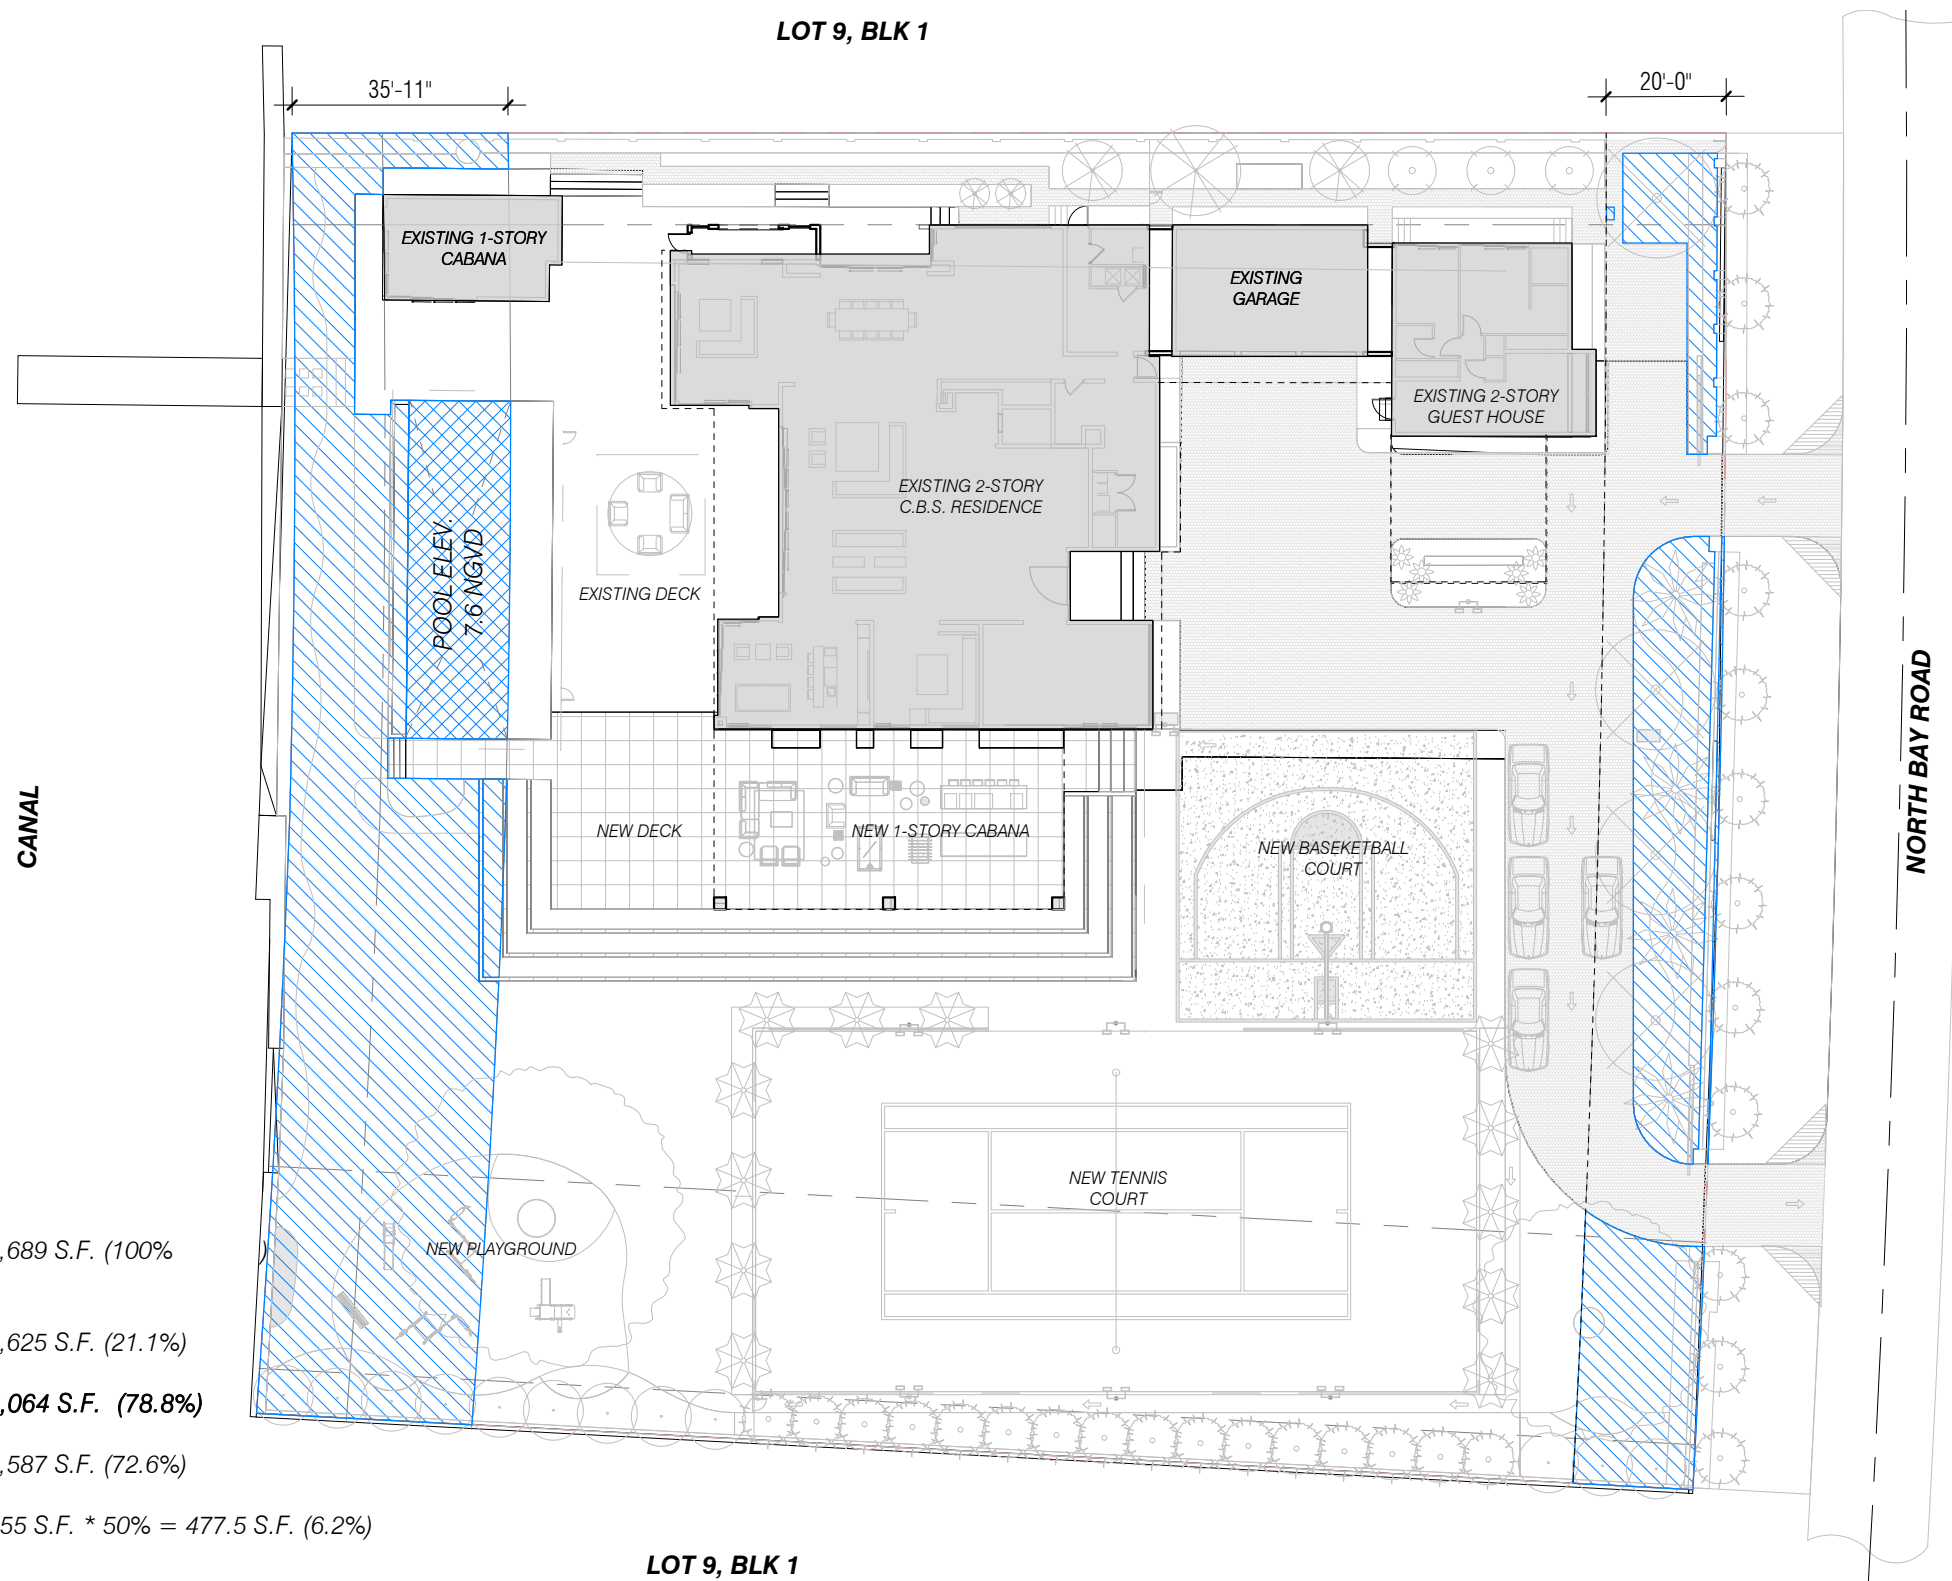 LOT 9, BLK 1
35'-11"
20'-0"
EXISTING 1-STORY
CABANA
EXISTING
GARAGE
EXISTING 2-STORY
GUEST HOUSE
EXISTING 2-STORY
C.B.S. RESIDENCE
POOL ELEV.
7.6 NGVD
EXISTING DECK
NORTH BAY ROAD
CANAL
NEW DECK
NEW 1-STORY CABANA
NEW BASEKETBALL
COURT
NEW TENNIS
COURT
NEW PLAYGROUND
,689 S.F. (100%
)
,625 S.F. (21.1%)
,064 S.F. (78.8%)
,587 S.F. (72.6%)
55 S.F. * 50% = 477.5 S.F. (6.2%)
LOT 9, BLK 1